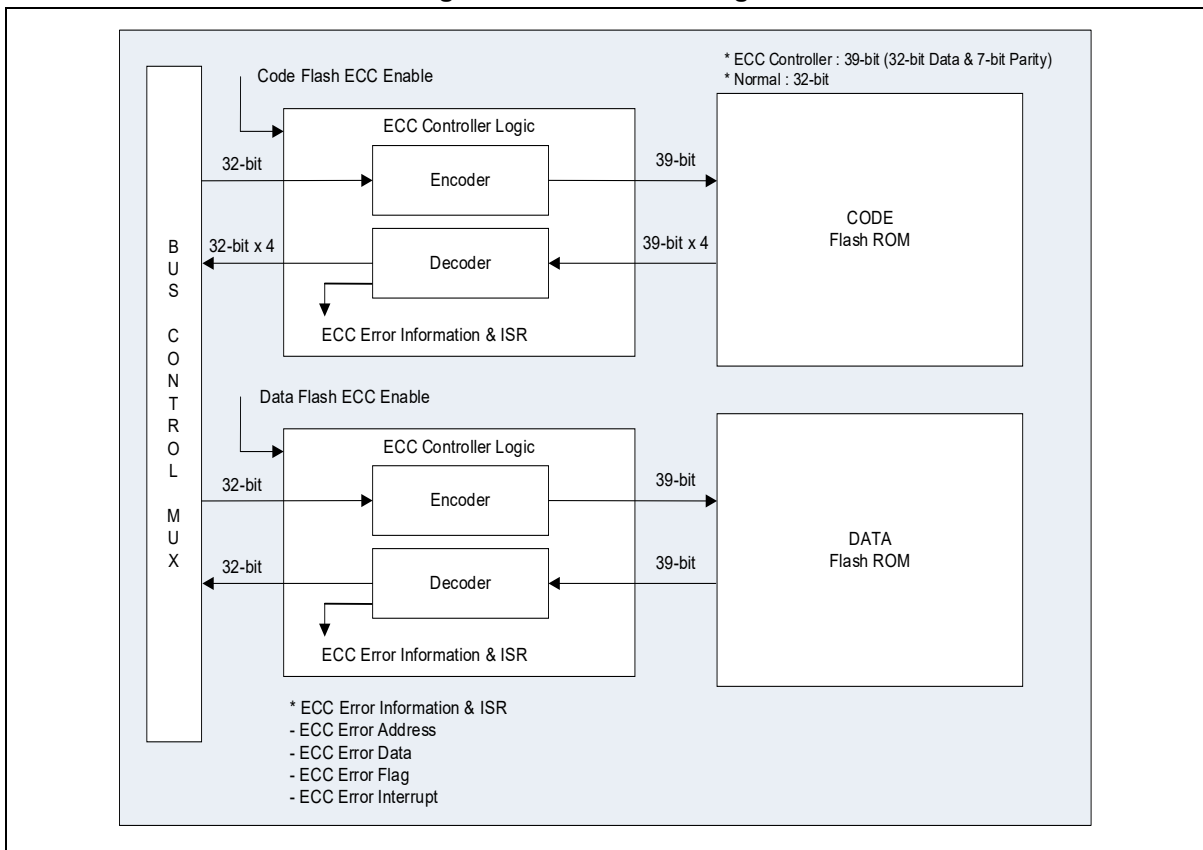 * ECC Controller : 39-bit (32-bit Data & 7-bit Parity)
* Normal : 32-bit
Code Flash ECC Enable
ECC Controller Logic
32-bit
Encoder
39-bit
CODE
Flash ROM
32-bit x 4
Decoder
39-bit x 4
ECC Error Information & ISR
BUS CONTROL MUX
Data Flash ECC Enable
ECC Controller Logic
32-bit
Encoder
39-bit
DATA
Flash ROM
32-bit
Decoder
39-bit
ECC Error Information & ISR
* ECC Error Information & ISR
- ECC Error Address
- ECC Error Data
- ECC Error Flag
- ECC Error Interrupt